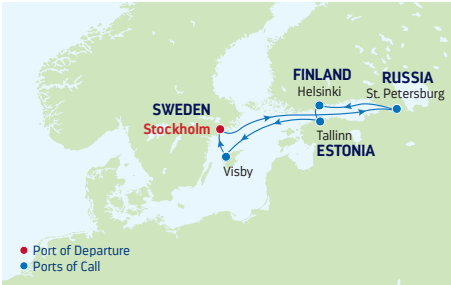 FINLAND
Helsinki
RUSSIA
St. Petersburg
SWEDEN
Stockholm
Tallinn
ESTONIA
Visby
Port of Departure
Ports of Call